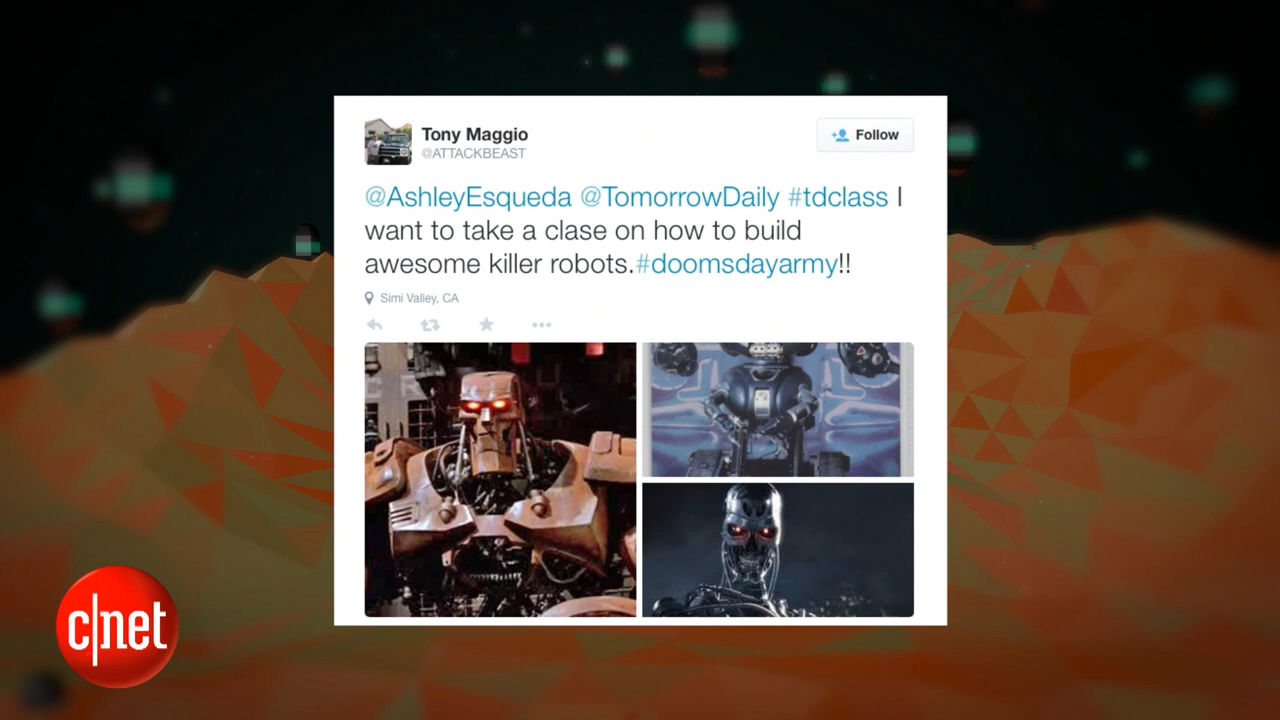 Tony Maggio
@ATTACKBEAST
Follow
@AshleyEsqueda @TomorrowDaily #tdclass I
want to take a clase on how to build
awesome killer robots.#doomsdayarmy!!
Simi Valley, CA
c|net